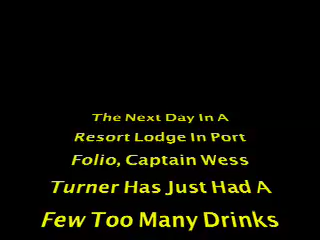 The Next Day In A
Resort Lodge In Port
Folio, Captain Wess
Turner Has Just Had A
Few Too Many Drinks